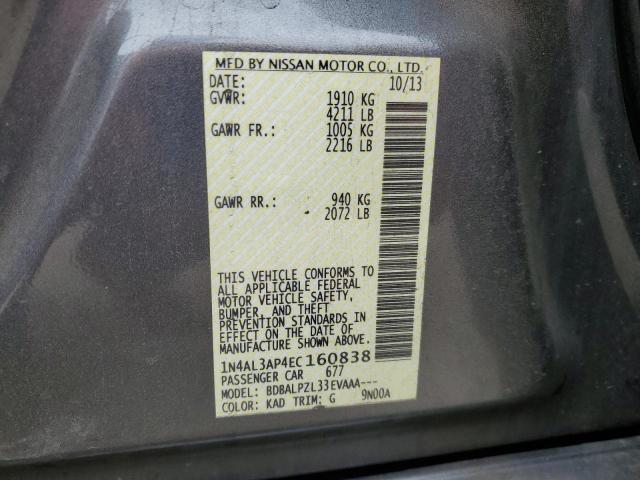 MFD BY NISSAN MOTOR CO., LTD.
DATE: 10/13
GVWR: 1910 KG
4211 LB
GAWR FR.: 1005 KG
2216 LB
GAWR RR.: 940 KG
2072 LB
THIS VEHICLE CONFORMS TO
ALL APPLICABLE FEDERAL
MOTOR VEHICLE SAFETY,
BUMPER, AND THEFT
PREVENTION STANDARDS IN
EFFECT ON THE DATE OF
MANUFACTURE SHOWN ABOVE.
1N4AL3AP4EC160838
PASSENGER CAR 677
MODEL: BDBALPZL33EVAAA---
COLOR: KAD TRIM: G 9N00A